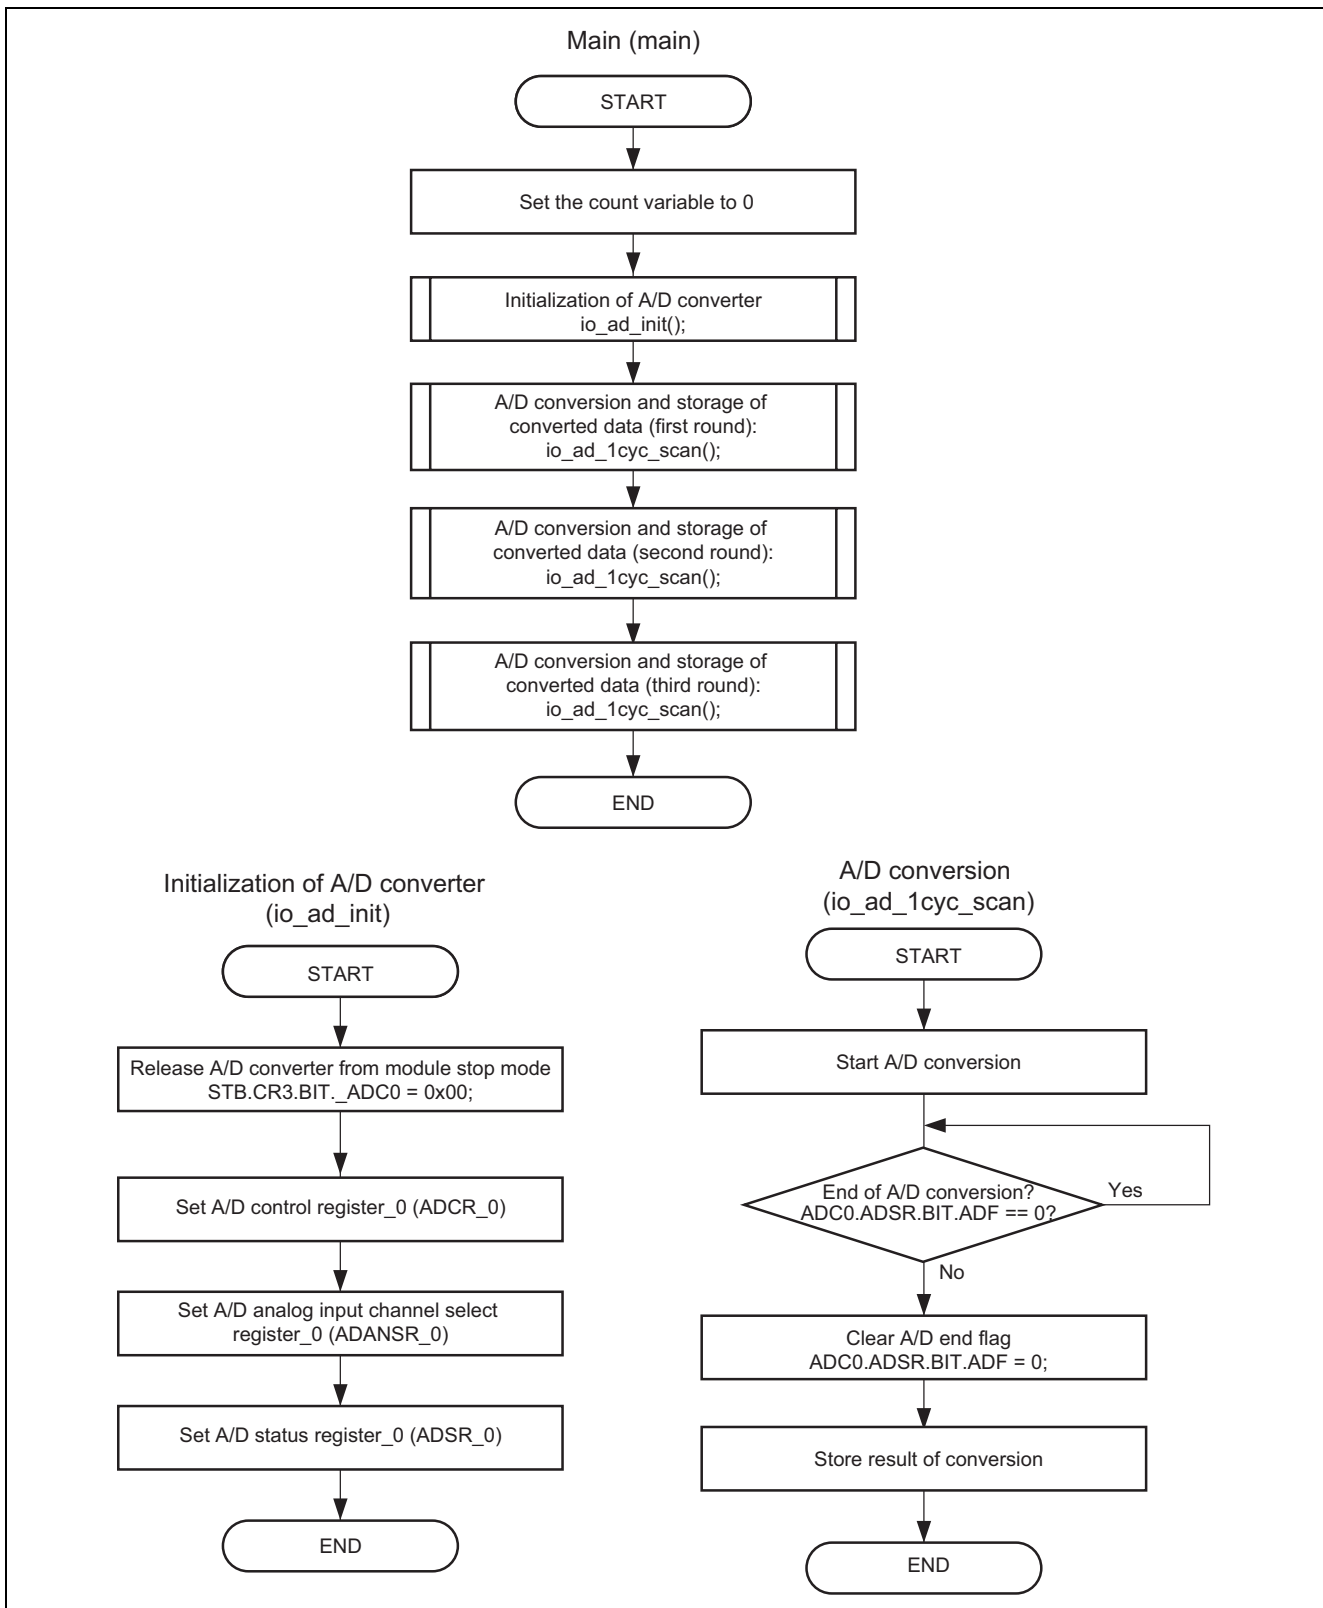 Main (main)
START
Set the count variable to 0
Initialization of A/D converter
io_ad_init();
A/D conversion and storage of
converted data (first round):
io_ad_1cyc_scan();
A/D conversion and storage of
converted data (second round):
io_ad_1cyc_scan();
A/D conversion and storage of
converted data (third round):
io_ad_1cyc_scan();
END
Initialization of A/D converter
(io_ad_init)
START
Release A/D converter from module stop mode
STB.CR3.BIT._ADC0 = 0x00;
Set A/D control register_0 (ADCR_0)
Set A/D analog input channel select
register_0 (ADANSR_0)
Set A/D status register_0 (ADSR_0)
END
A/D conversion
(io_ad_1cyc_scan)
START
Start A/D conversion
End of A/D conversion?
ADC0.ADSR.BIT.ADF == 0?
Yes
No
Clear A/D end flag
ADC0.ADSR.BIT.ADF = 0;
Store result of conversion
END